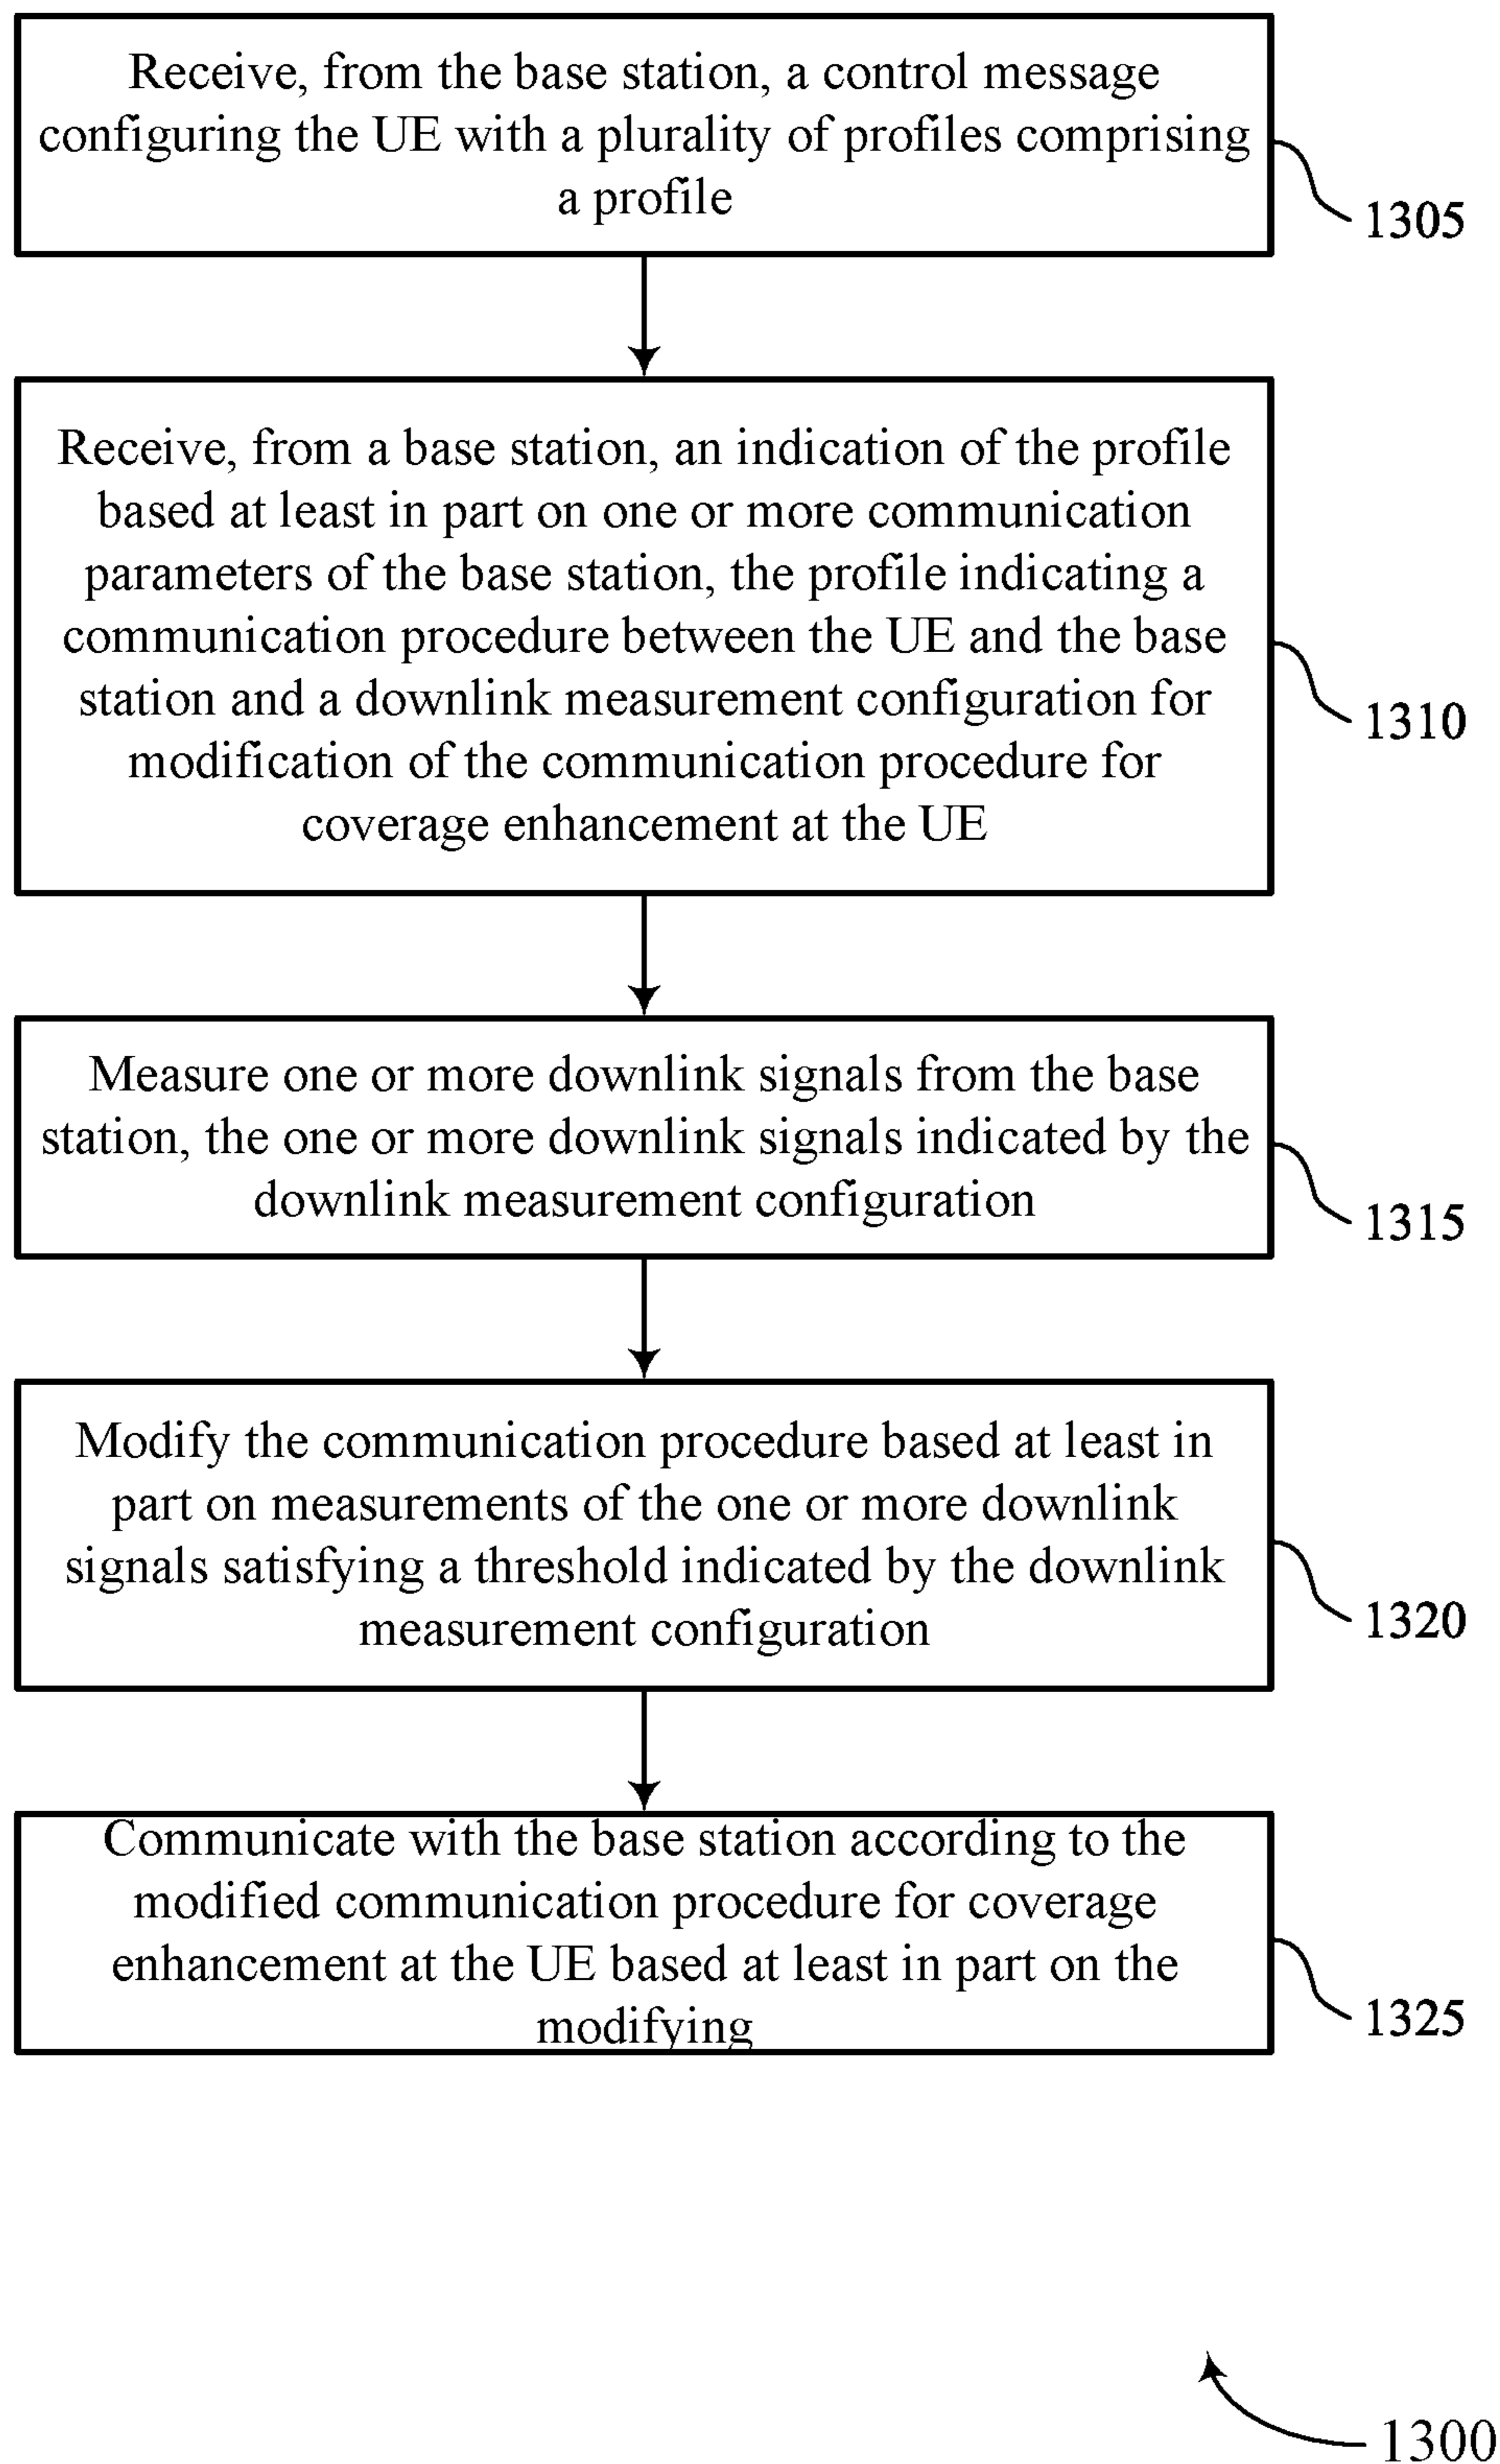 Receive, from the base station, a control message
configuring the UE with a plurality of profiles comprising
a profile
1305
Receive, from a base station, an indication of the profile
based at least in part on one or more communication
parameters of the base station, the profile indicating a
communication procedure between the UE and the base
station and a downlink measurement configuration for
modification of the communication procedure for
coverage enhancement at the UE
1310
Measure one or more downlink signals from the base
station, the one or more downlink signals indicated by the
downlink measurement configuration
1315
Modify the communication procedure based at least in
part on measurements of the one or more downlink
signals satisfying a threshold indicated by the downlink
measurement configuration
1320
Communicate with the base station according to the
modified communication procedure for coverage
enhancement at the UE based at least in part on the
modifying
1325
1300